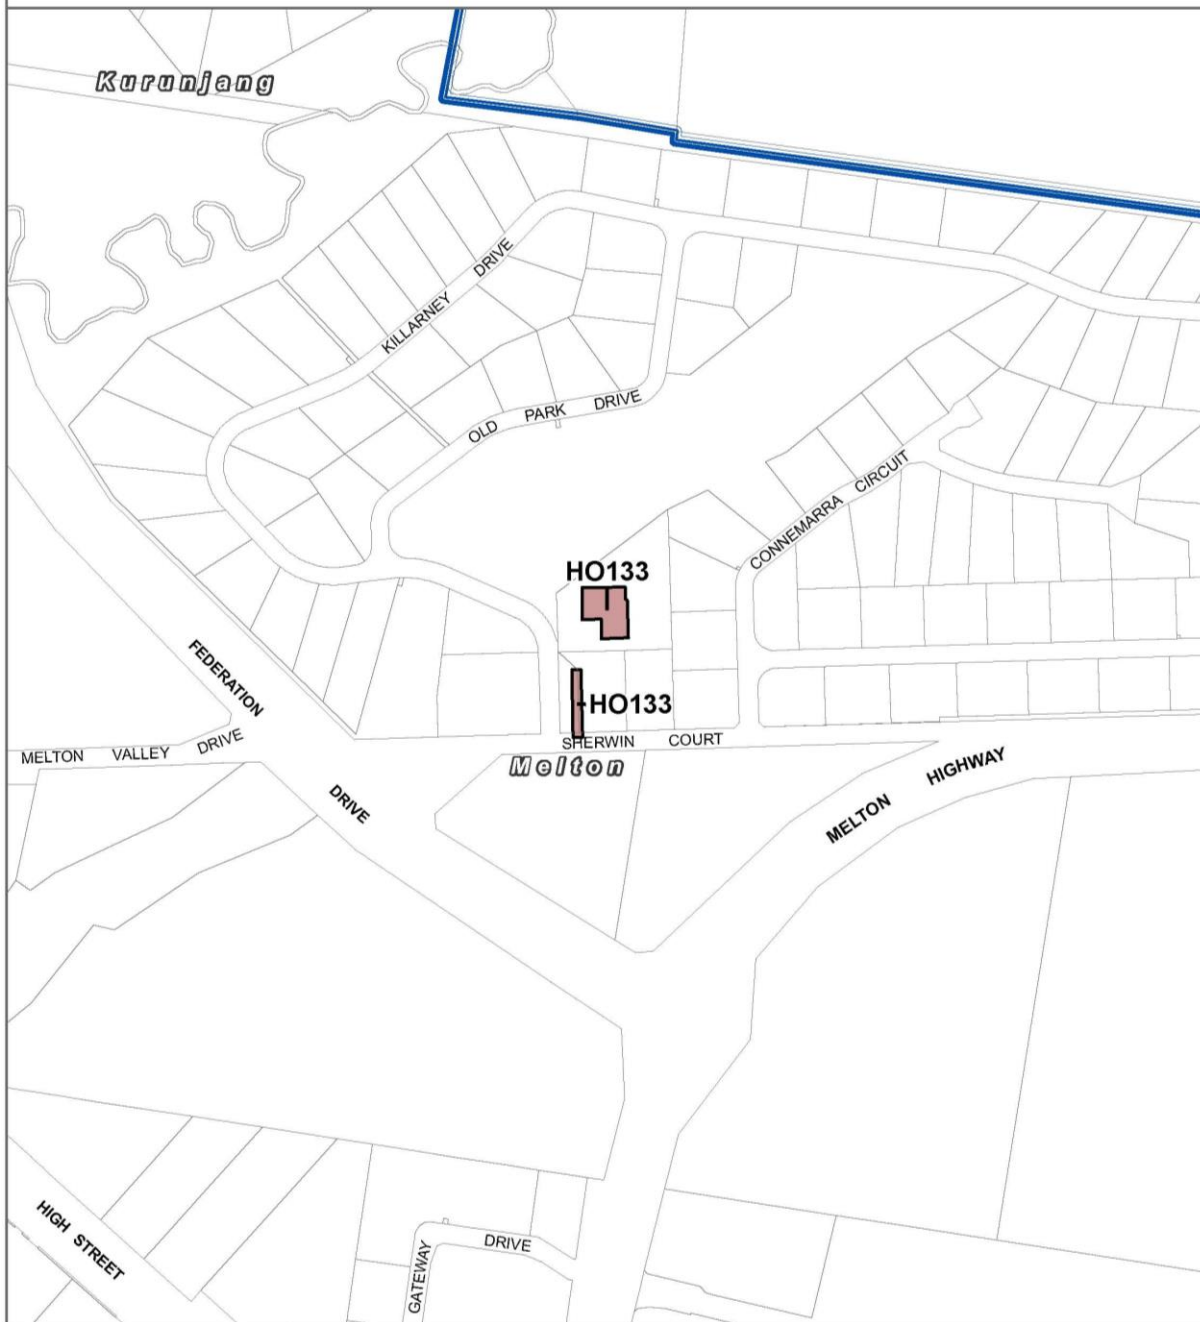 Kurunjang
KILLARNEY DRIVE
OLD PARK DRIVE
CONNEMARRA CIRCUIT
HO133
HO133
FEDERATION
DRIVE
SHERWIN COURT
MELTON VALLEY DRIVE
Melton
MELTON HIGHWAY
HIGH STREET
GATEWAY
DRIVE